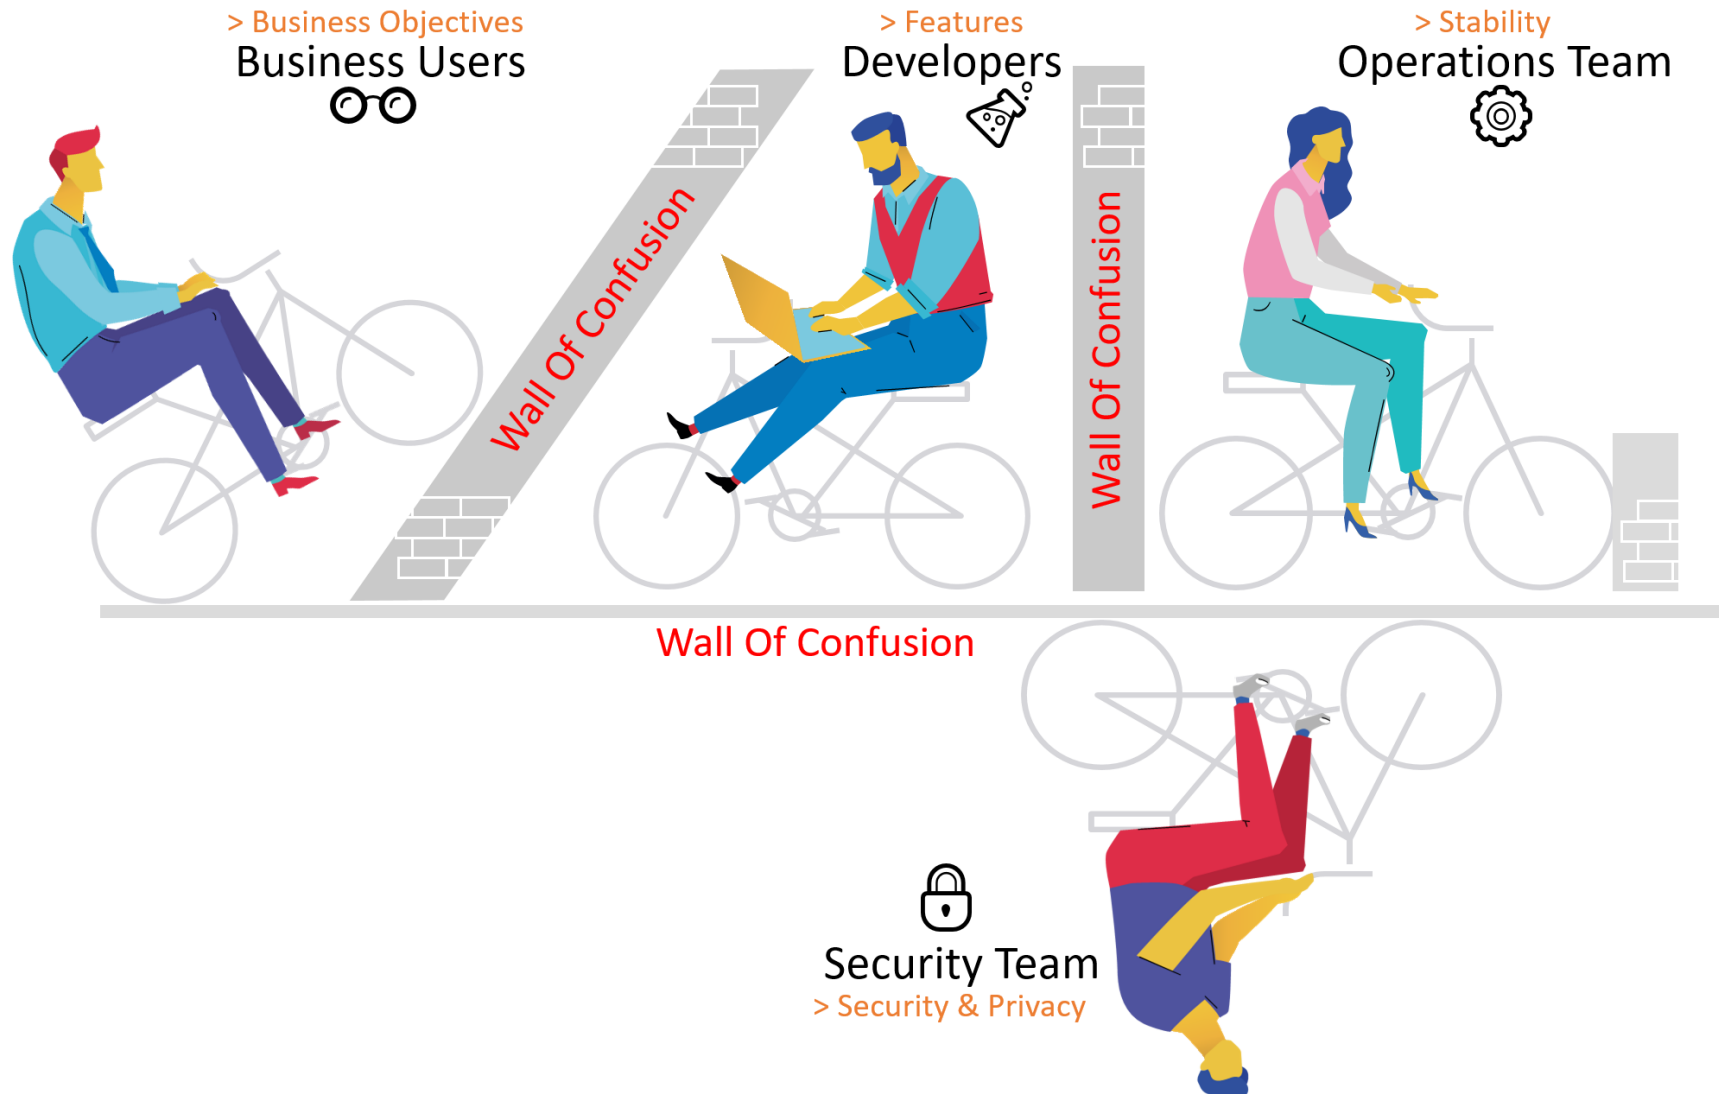 > Business Objectives
Business Users
> Features
Developers
> Stability
Operations Team
Wall Of Confusion
Wall Of Confusion
Wall Of Confusion
Security Team
> Security & Privacy